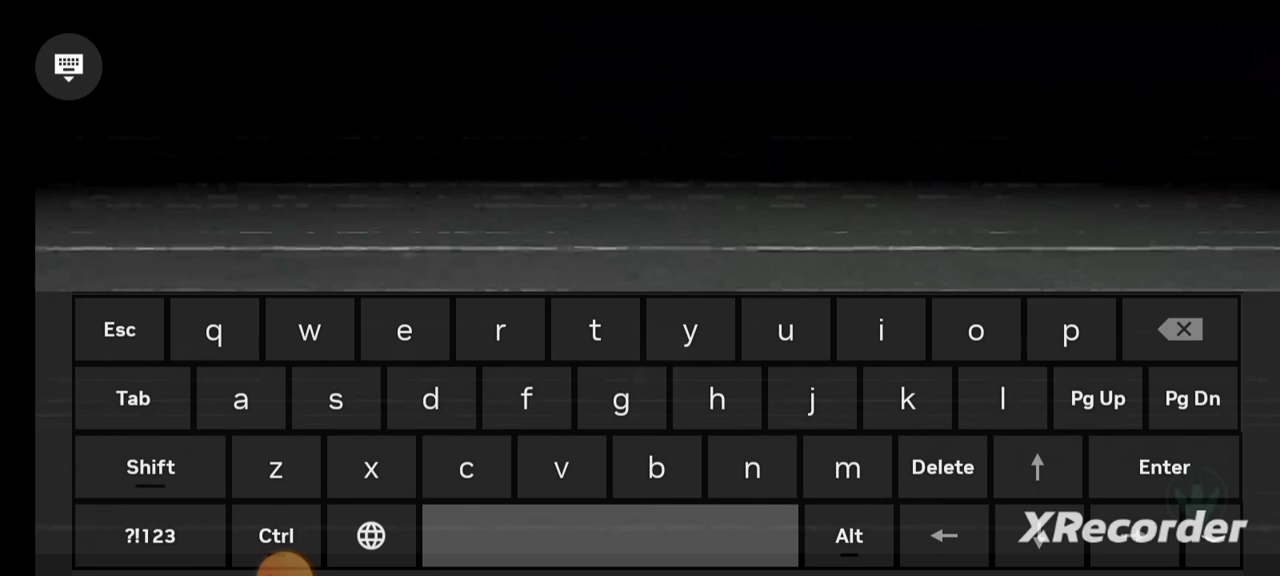 Esc q w e r t y u i o p
Tab a s d f g h j k l Pg Up Pg Dn
Shift z x c v b n m Delete Enter
?!123 Ctrl Alt
XRecorder